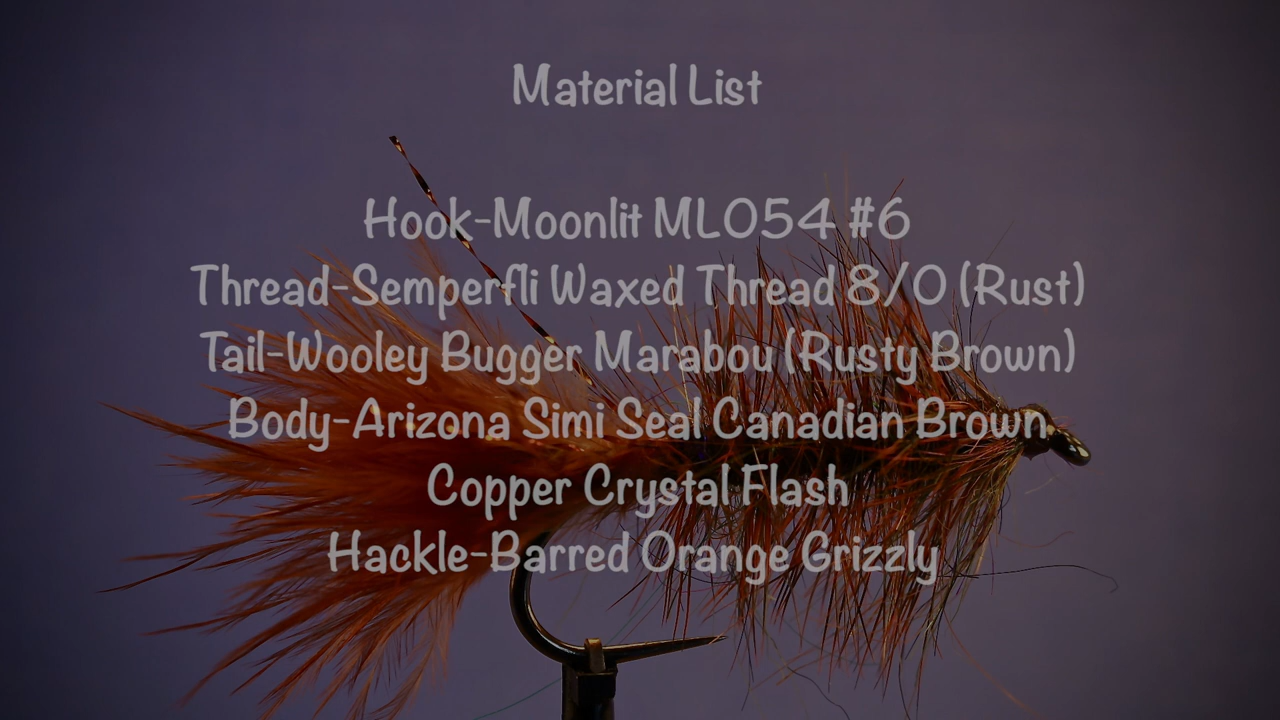 Material List
Hook-Moonlit ML054 #6
Thread-Semperfli Waxed Thread 8/0 (Rust)
Tail-Wooley Bugger Marabou (Rusty Brown)
Body-Arizona Simi Seal Canadian Brown
Copper Crystal Flash
Hackle-Barred Orange Grizzly